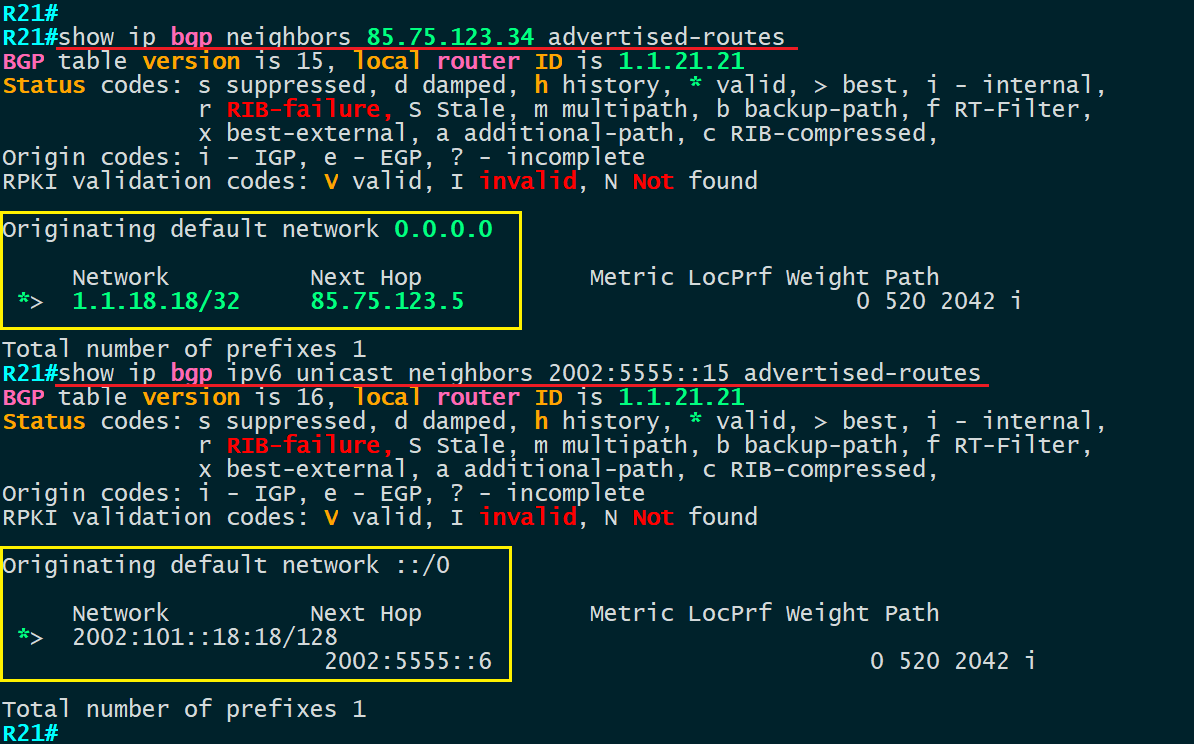 R21#
R21#show ip bgp neighbors 85.75.123.34 advertised-routes
BGP table version is 15, local router ID is 1.1.21.21
Status codes: s suppressed, d damped, h history, * valid, > best, i - internal,
              r RIB-failure, S Stale, m multipath, b backup-path, f RT-Filter,
              x best-external, a additional-path, c RIB-compressed,
Origin codes: i - IGP, e - EGP, ? - incomplete
RPKI validation codes: V valid, I invalid, N Not found
Originating default network 0.0.0.0
     Network          Next Hop            Metric LocPrf Weight Path
 *>  1.1.18.18/32     85.75.123.5                            0 520 2042 i
Total number of prefixes 1
R21#show ip bgp ipv6 unicast neighbors 2002:5555::15 advertised-routes
BGP table version is 16, local router ID is 1.1.21.21
Status codes: s suppressed, d damped, h history, * valid, > best, i - internal,
              r RIB-failure, S Stale, m multipath, b backup-path, f RT-Filter,
              x best-external, a additional-path, c RIB-compressed,
Origin codes: i - IGP, e - EGP, ? - incomplete
RPKI validation codes: V valid, I invalid, N Not found
Originating default network ::/0
     Network          Next Hop            Metric LocPrf Weight Path
 *>  2002:101::18:18/128
                       2002:5555::6                           0 520 2042 i
Total number of prefixes 1
R21#